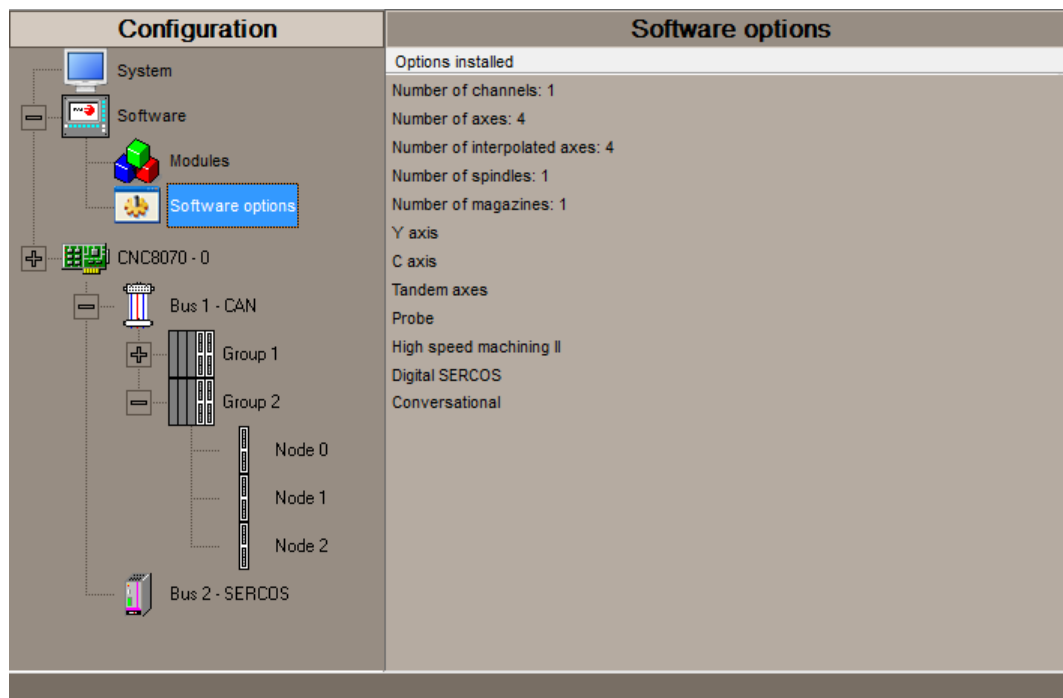 Configuration
System
Software
Modules
Software options
CNC8070 - 0
Bus 1 - CAN
Group 1
Group 2
Node 0
Node 1
Node 2
Bus 2 - SERCOS
Software options
Options installed
Number of channels: 1
Number of axes: 4
Number of interpolated axes: 4
Number of spindles: 1
Number of magazines: 1
Y axis
C axis
Tandem axes
Probe
High speed machining II
Digital SERCOS
Conversational